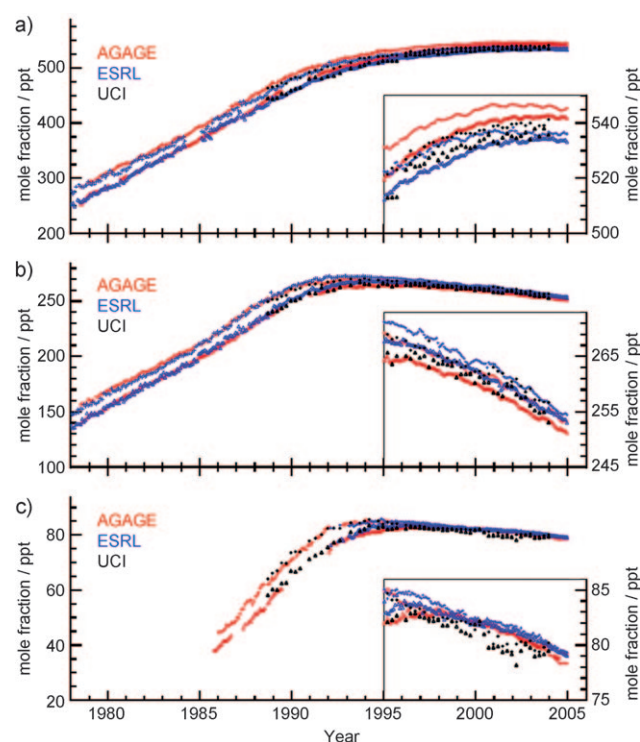 a)
AGAGE
ESRL
UCI
mole fraction / ppt
500
400
300
200
540
520
500
mole fraction / ppt
b)
AGAGE
ESRL
UCI
mole fraction / ppt
250
200
150
100
265
255
245
mole fraction / ppt
c)
AGAGE
ESRL
UCI
mole fraction / ppt
80
60
40
20
85
80
75
mole fraction / ppt
1980 1985 1990 1995 2000 2005
Year